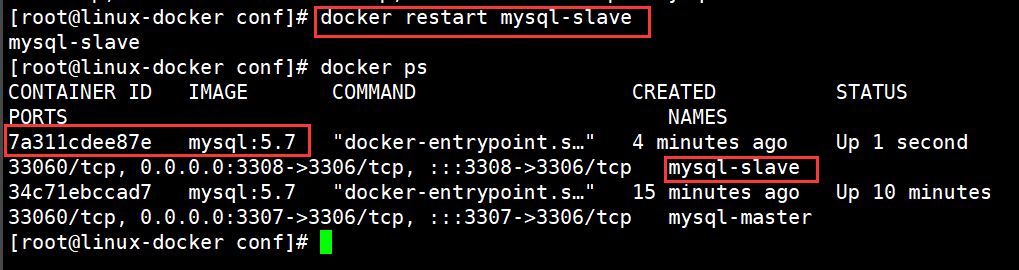 [root@linux-docker conf]# docker restart mysql-slave
mysql-slave
[root@linux-docker conf]# docker ps
CONTAINER ID   IMAGE       COMMAND                  CREATED          STATUS
PORTS                                                  NAMES
7a311cdee87e   mysql:5.7   "docker-entrypoint.s…"   4 minutes ago    Up 1 second
33060/tcp, 0.0.0.0:3308->3306/tcp, :::3308->3306/tcp   mysql-slave
34c71ebccad7   mysql:5.7   "docker-entrypoint.s…"   15 minutes ago   Up 10 minutes
33060/tcp, 0.0.0.0:3307->3306/tcp, :::3307->3306/tcp   mysql-master
[root@linux-docker conf]#